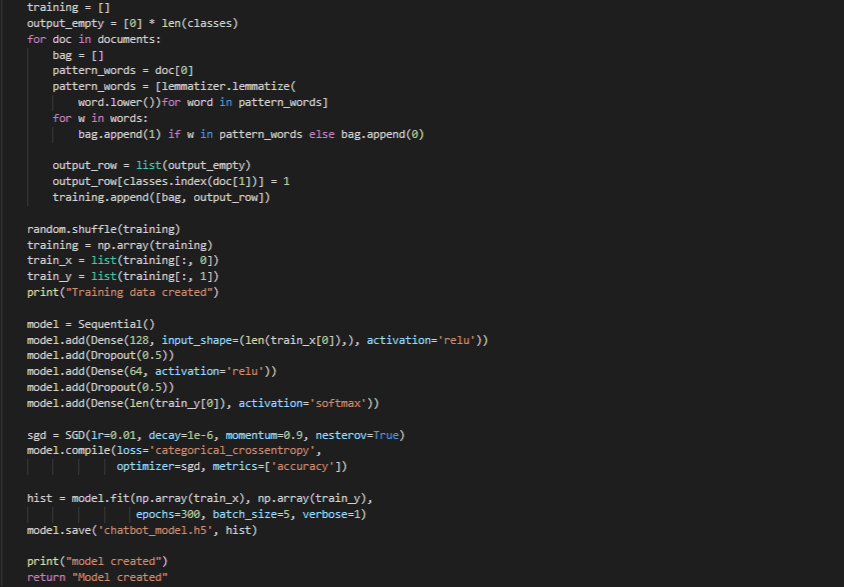 training = []
output_empty = [0] * len(classes)
for doc in documents:
    bag = []
    pattern_words = doc[0]
    pattern_words = [lemmatizer.lemmatize(
        word.lower())for word in pattern_words]
    for w in words:
        bag.append(1) if w in pattern_words else bag.append(0)

    output_row = list(output_empty)
    output_row[classes.index(doc[1])] = 1
    training.append([bag, output_row])

random.shuffle(training)
training = np.array(training)
train_x = list(training[:, 0])
train_y = list(training[:, 1])
print("Training data created")

model = Sequential()
model.add(Dense(128, input_shape=(len(train_x[0]),), activation='relu'))
model.add(Dropout(0.5))
model.add(Dense(64, activation='relu'))
model.add(Dropout(0.5))
model.add(Dense(len(train_y[0]), activation='softmax'))

sgd = SGD(lr=0.01, decay=1e-6, momentum=0.9, nesterov=True)
model.compile(loss='categorical_crossentropy',
              optimizer=sgd, metrics=['accuracy'])

hist = model.fit(np.array(train_x), np.array(train_y),
                 epochs=300, batch_size=5, verbose=1)
model.save('chatbot_model.h5', hist)

print("model created")
return "Model created"